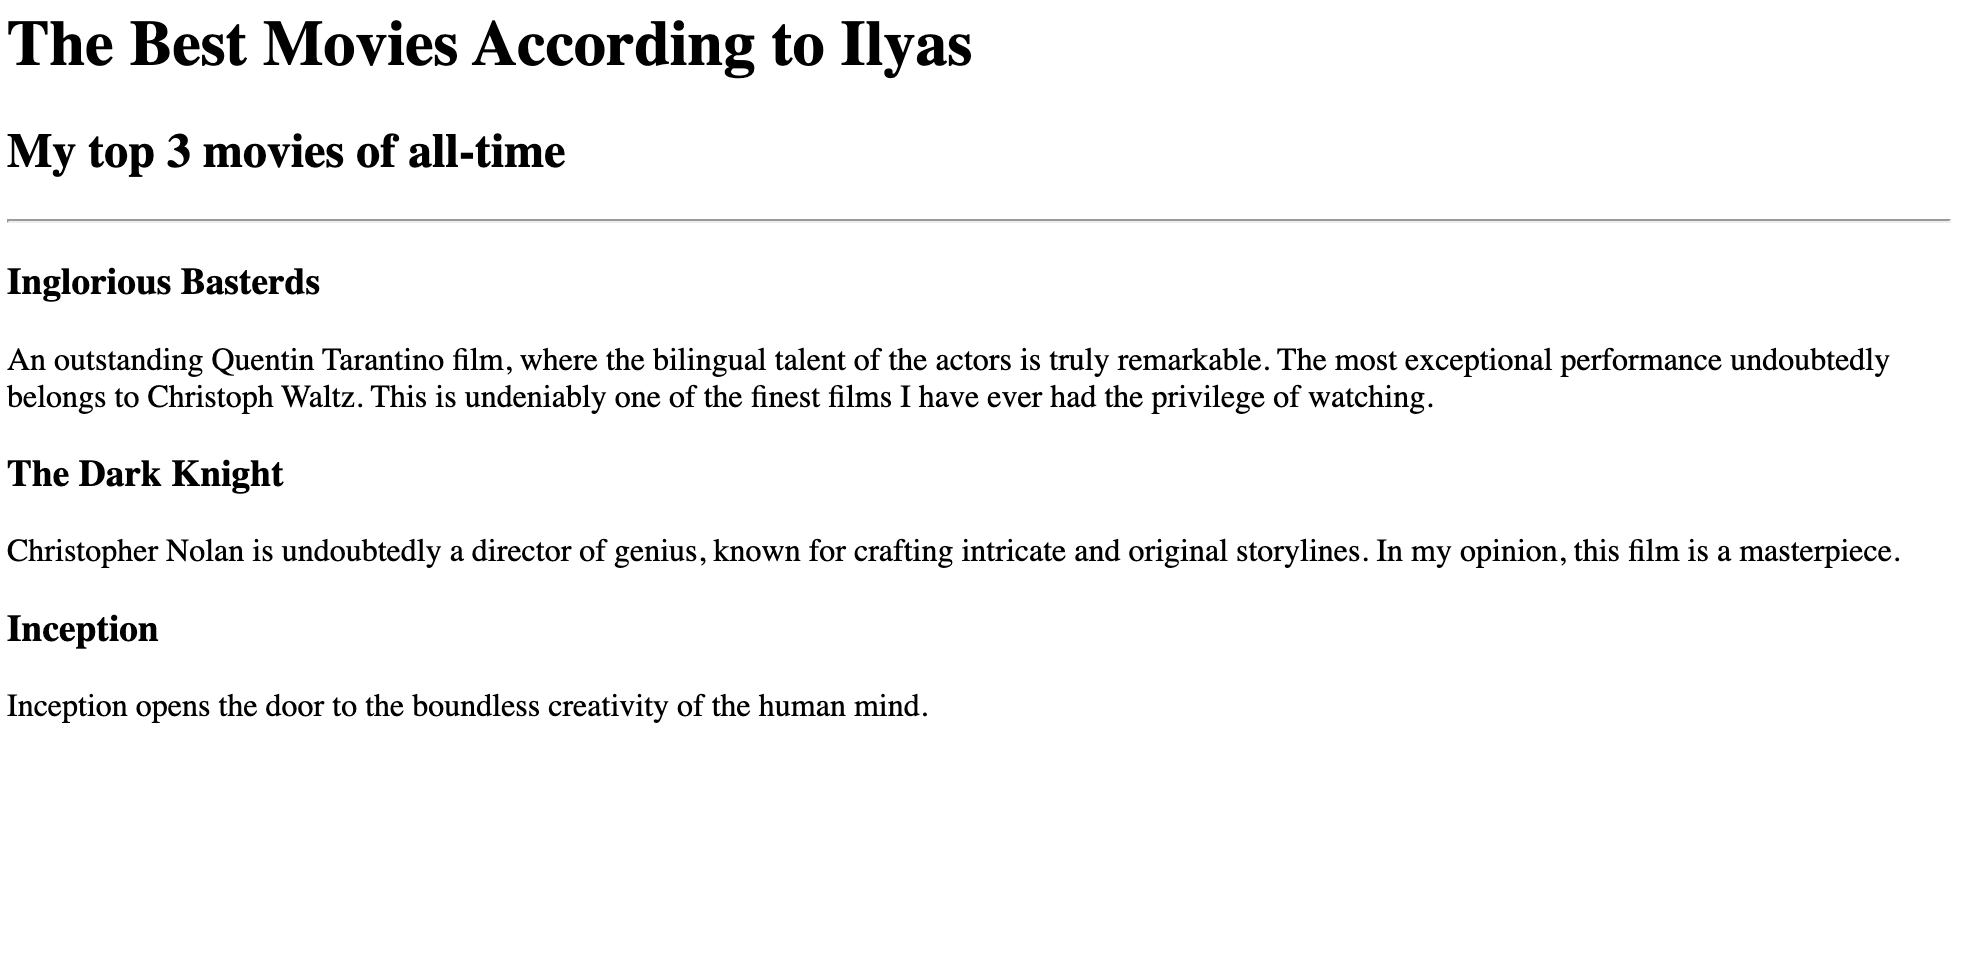 The Best Movies According to Ilyas
My top 3 movies of all-time
Inglorious Basterds
An outstanding Quentin Tarantino film, where the bilingual talent of the actors is truly remarkable. The most exceptional performance undoubtedly
belongs to Christoph Waltz. This is undeniably one of the finest films I have ever had the privilege of watching.
The Dark Knight
Christopher Nolan is undoubtedly a director of genius, known for crafting intricate and original storylines. In my opinion, this film is a masterpiece.
Inception
Inception opens the door to the boundless creativity of the human mind.